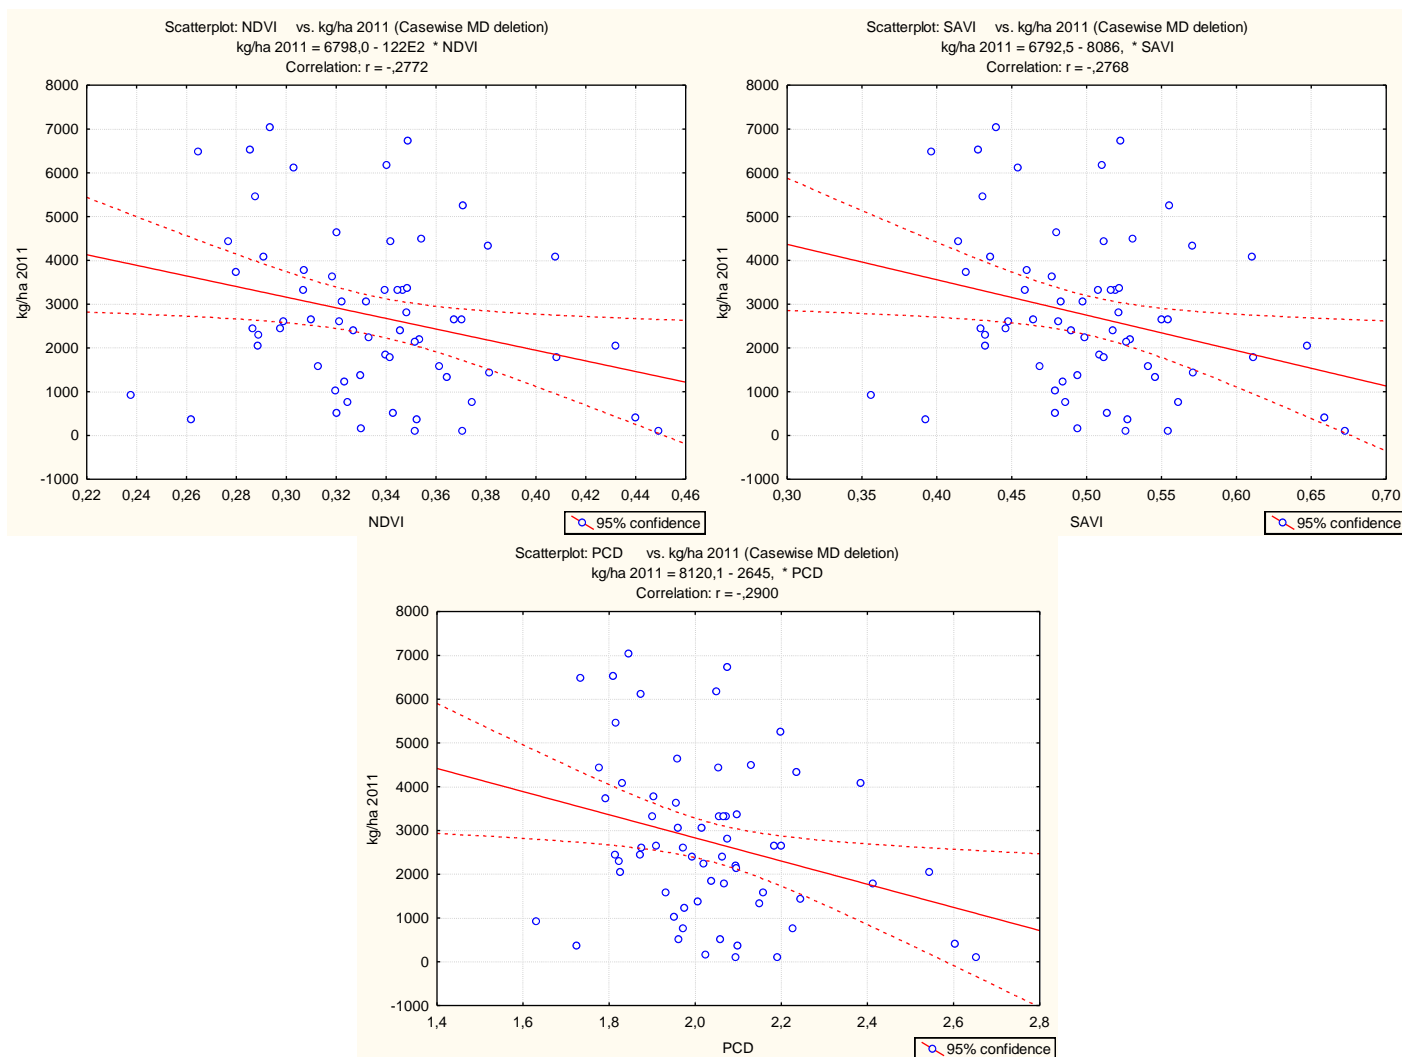 Scatterplot: NDVI vs. kg/ha 2011 (Casewise MD deletion)
kg/ha 2011 = 6798,0 - 122E2 * NDVI
Correlation: r = -,2772
8000
7000
6000
5000
4000
3000
2000
1000
0
-1000
kg/ha 2011
0,22 0,24 0,26 0,28 0,30 0,32 0,34 0,36 0,38 0,40 0,42 0,44 0,46
NDVI
95% confidence
Scatterplot: SAVI vs. kg/ha 2011 (Casewise MD deletion)
kg/ha 2011 = 6792,5 - 8086, * SAVI
Correlation: r = -,2768
8000
7000
6000
5000
4000
3000
2000
1000
0
-1000
kg/ha 2011
0,30 0,35 0,40 0,45 0,50 0,55 0,60 0,65 0,70
SAVI
95% confidence
Scatterplot: PCD vs. kg/ha 2011 (Casewise MD deletion)
kg/ha 2011 = 8120,1 - 2645, * PCD
Correlation: r = -,2900
8000
7000
6000
5000
4000
3000
2000
1000
0
-1000
kg/ha 2011
1,4 1,6 1,8 2,0 2,2 2,4 2,6 2,8
PCD
95% confidence